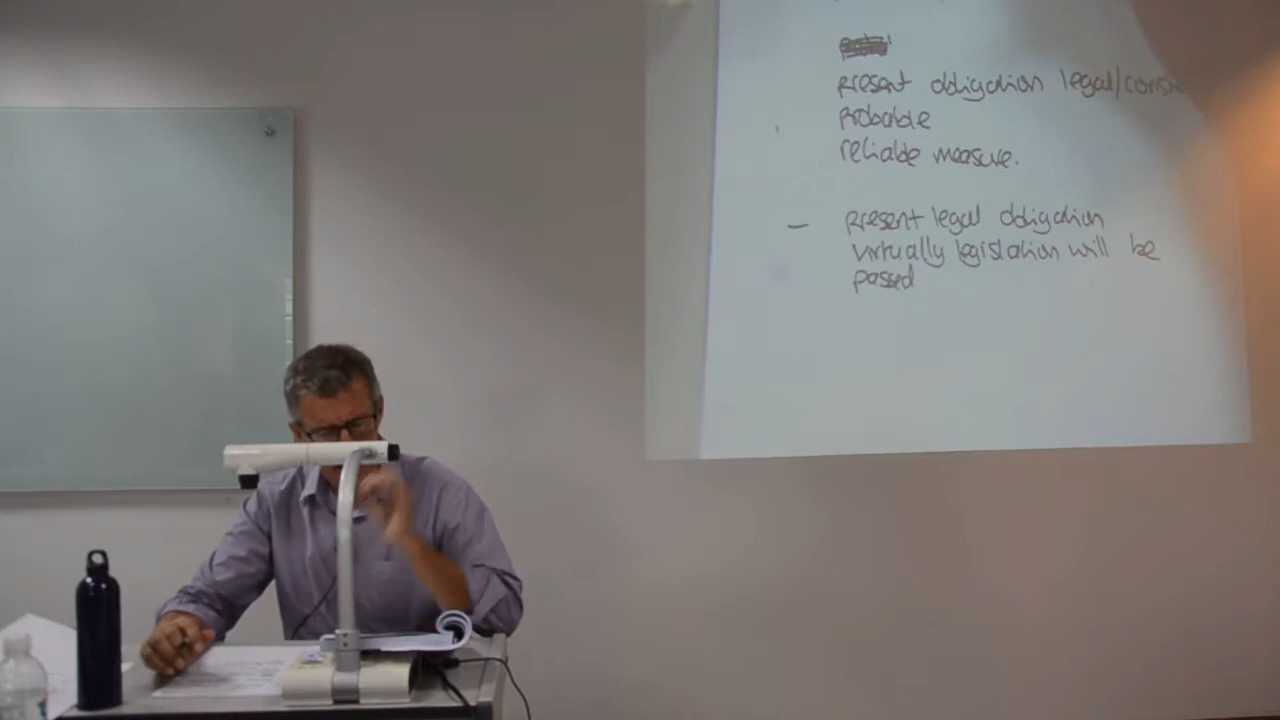 present obligation legal/
probable
reliable measure.
– present legal obligation
virtually legislation will be
passed